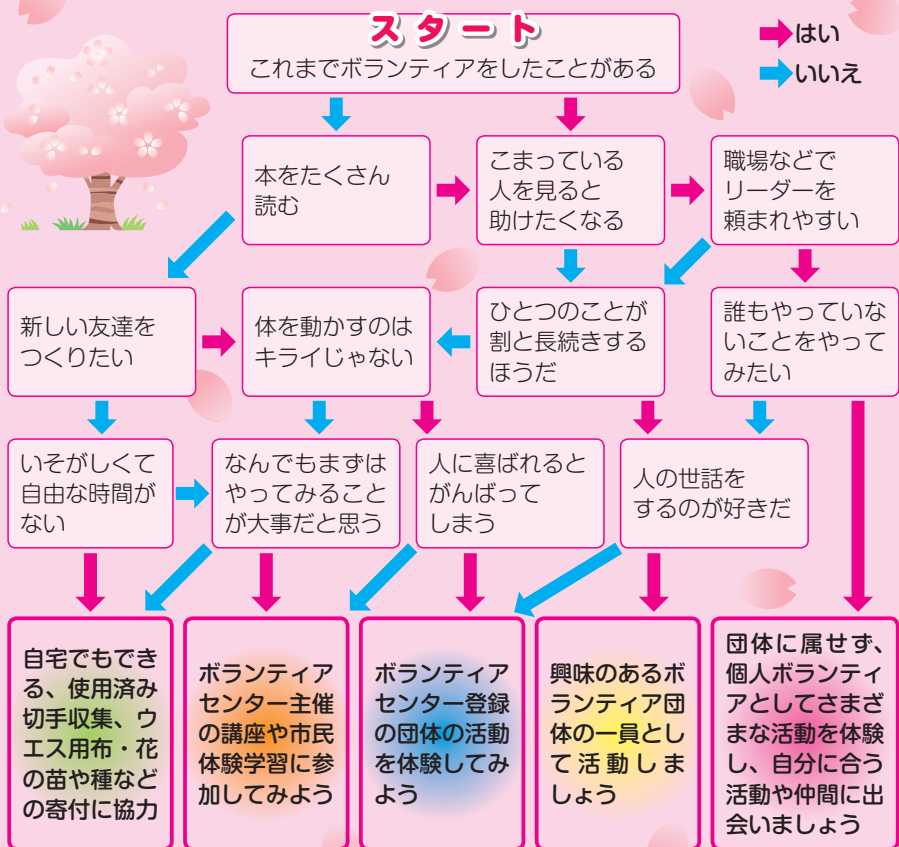 スタート
これまでボランティアをしたことがある
はい
いいえ
本をたくさん
読む
こまっている
人を見ると
助けたくなる
職場などで
リーダーを
頼まれやすい
新しい友達を
つくりたい
体を動かすのは
キライじゃない
ひとつのことが
割と長続きする
ほうだ
誰もやっていな
いことをやって
みたい
いそがしくて
自由な時間が
ない
なんでもまずは
やってみること
が大事だと思う
人に喜ばれると
がんばって
しまう
人の世話を
するのが好きだ
自宅でもでき
る、使用済み
切手収集、ウ
エス用布・花
の苗や種など
の寄付に協力
ボランティア
センター主催
の講座や市民
体験学習に参
加してみよう
ボランティア
センター登録
の団体の活動
を体験してみ
よう
興味のあるボ
ランティア団
体の一員とし
て活動しま
しょう
団体に属せず、
個人ボランティ
アとしてさまざ
まな活動を体験
し、自分に合う
活動や仲間に出
会いましょう